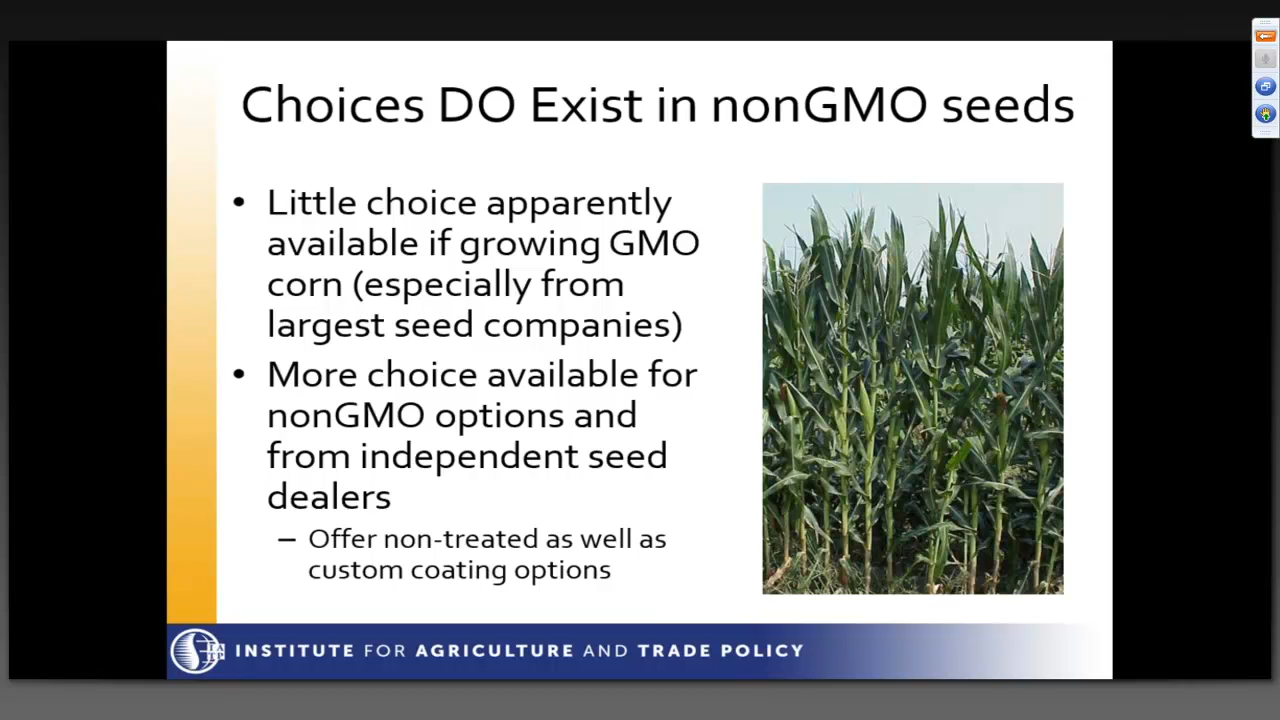 Choices DO Exist in nonGMO seeds
• Little choice apparently
available if growing GMO
corn (especially from
largest seed companies)
• More choice available for
nonGMO options and
from independent seed
dealers
– Offer non-treated as well as
custom coating options
INSTITUTE FOR AGRICULTURE AND TRADE POLICY